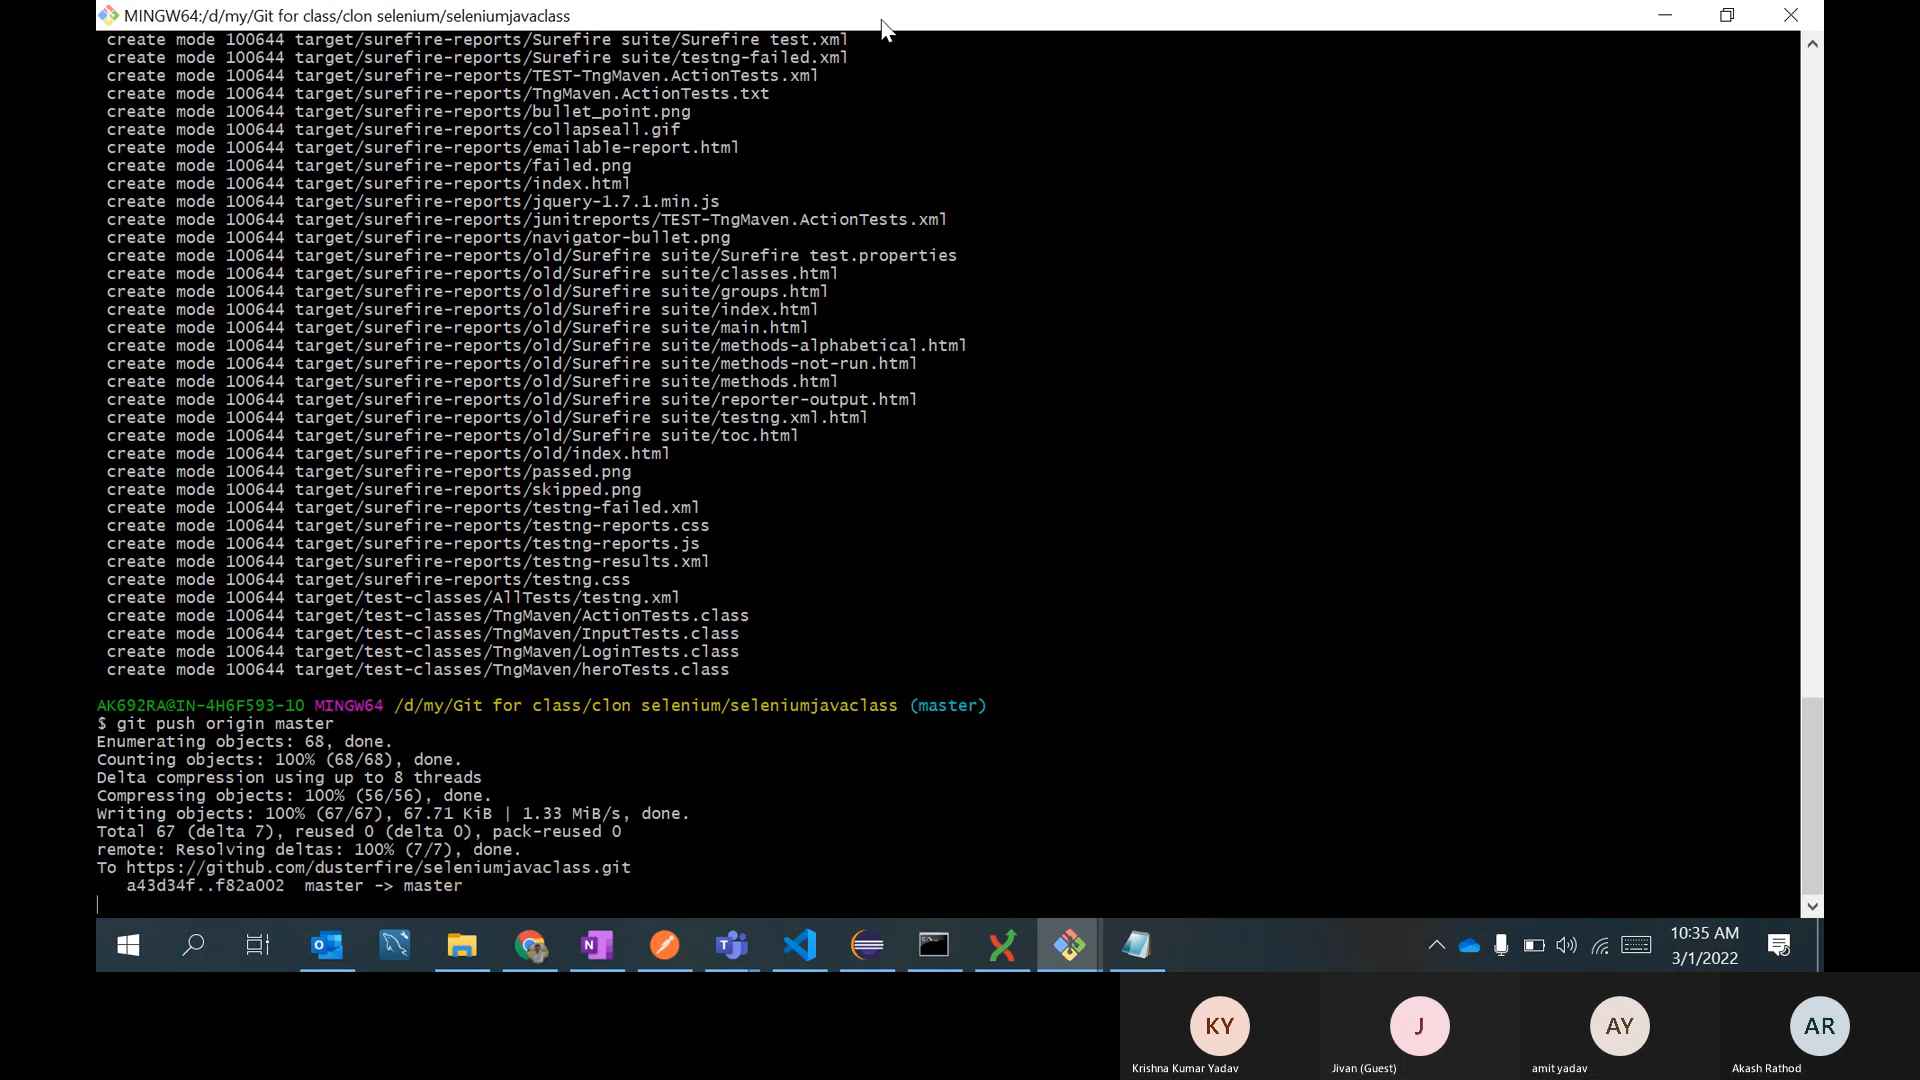 MINGW64:/d/my/Git for class/clon selenium/seleniumjavaclass
create mode 100644 target/surefire-reports/Surefire suite/Surefire test.xml
create mode 100644 target/surefire-reports/Surefire suite/testng-failed.xml
create mode 100644 target/surefire-reports/TEST-TngMaven.ActionTests.xml
create mode 100644 target/surefire-reports/TngMaven.ActionTests.txt
create mode 100644 target/surefire-reports/bullet_point.png
create mode 100644 target/surefire-reports/collapseall.gif
create mode 100644 target/surefire-reports/emailable-report.html
create mode 100644 target/surefire-reports/failed.png
create mode 100644 target/surefire-reports/index.html
create mode 100644 target/surefire-reports/jquery-1.7.1.min.js
create mode 100644 target/surefire-reports/junitreports/TEST-TngMaven.ActionTests.xml
create mode 100644 target/surefire-reports/navigator-bullet.png
create mode 100644 target/surefire-reports/old/Surefire suite/Surefire test.properties
create mode 100644 target/surefire-reports/old/Surefire suite/classes.html
create mode 100644 target/surefire-reports/old/Surefire suite/groups.html
create mode 100644 target/surefire-reports/old/Surefire suite/index.html
create mode 100644 target/surefire-reports/old/Surefire suite/main.html
create mode 100644 target/surefire-reports/old/Surefire suite/methods-alphabetical.html
create mode 100644 target/surefire-reports/old/Surefire suite/methods-not-run.html
create mode 100644 target/surefire-reports/old/Surefire suite/methods.html
create mode 100644 target/surefire-reports/old/Surefire suite/reporter-output.html
create mode 100644 target/surefire-reports/old/Surefire suite/testng.xml.html
create mode 100644 target/surefire-reports/old/Surefire suite/toc.html
create mode 100644 target/surefire-reports/old/index.html
create mode 100644 target/surefire-reports/passed.png
create mode 100644 target/surefire-reports/skipped.png
create mode 100644 target/surefire-reports/testng-failed.xml
create mode 100644 target/surefire-reports/testng-reports.css
create mode 100644 target/surefire-reports/testng-reports.js
create mode 100644 target/surefire-reports/testng-results.xml
create mode 100644 target/surefire-reports/testng.css
create mode 100644 target/test-classes/AllTests/testng.xml
create mode 100644 target/test-classes/TngMaven/ActionTests.class
create mode 100644 target/test-classes/TngMaven/InputTests.class
create mode 100644 target/test-classes/TngMaven/LoginTests.class
create mode 100644 target/test-classes/TngMaven/heroTests.class
AK692RA@IN-4H6F593-10 MINGW64 /d/my/Git for class/clon selenium/seleniumjavaclass (master)
$ git push origin master
Enumerating objects: 68, done.
Counting objects: 100% (68/68), done.
Delta compression using up to 8 threads
Compressing objects: 100% (56/56), done.
Writing objects: 100% (67/67), 67.71 KiB | 1.33 MiB/s, done.
Total 67 (delta 7), reused 0 (delta 0), pack-reused 0
remote: Resolving deltas: 100% (7/7), done.
To https://github.com/dusterfire/seleniumjavaclass.git
a43d34f..f82a002 master -> master
10:35 AM
3/1/2022
KY J AY AR
Krishna Kumar Yadav Jivan (Guest) amit yadav Akash Rathod